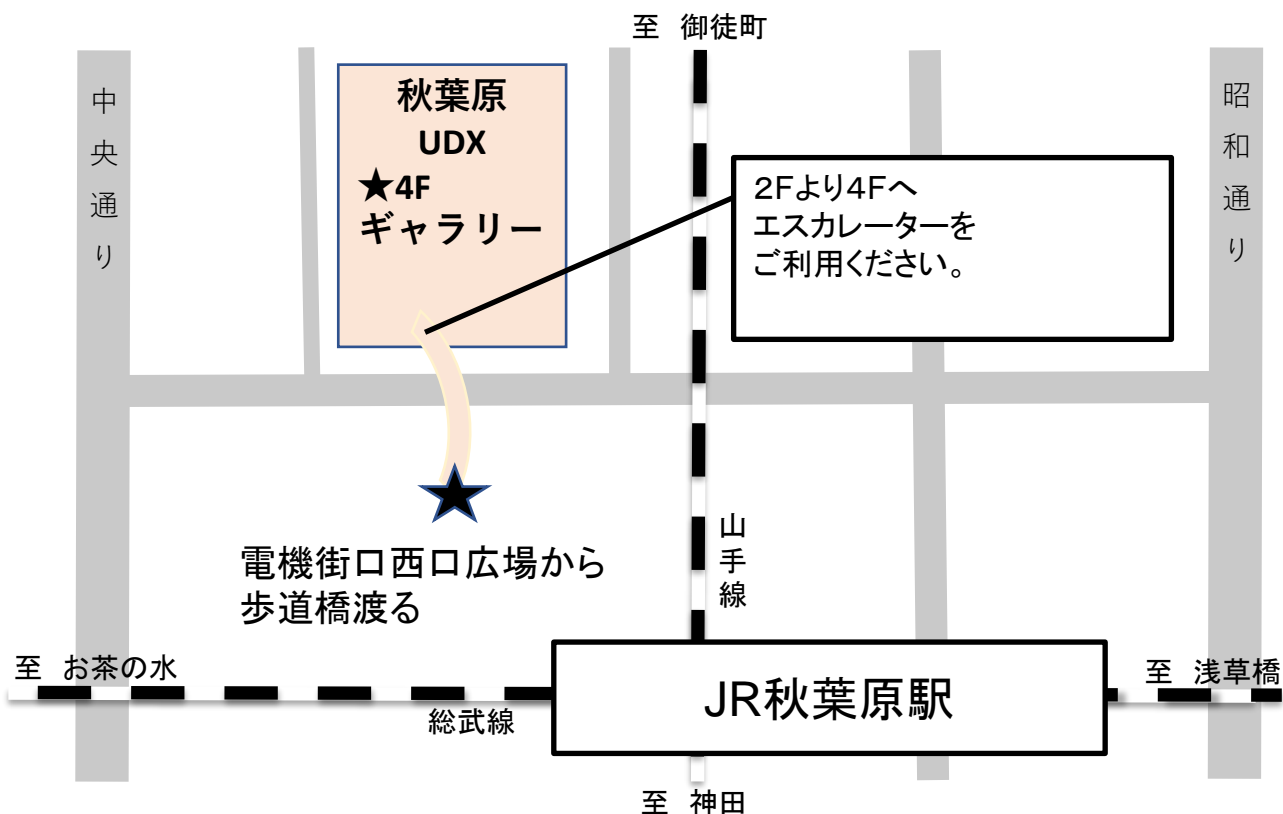 至 御徒町
中央通り
秋葉原
UDX
★4F
ギャラリー
2Fより4Fへ
エスカレーターを
ご利用ください。
昭和通り
山手線
電機街口西口広場から
歩道橋渡る
至 お茶の水
総武線
JR秋葉原駅
至 浅草橋
至 神田